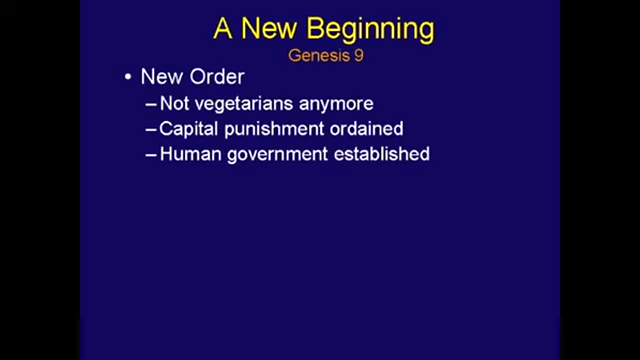 A New Beginning
Genesis 9
• New Order
–Not vegetarians anymore
–Capital punishment ordained
–Human government established